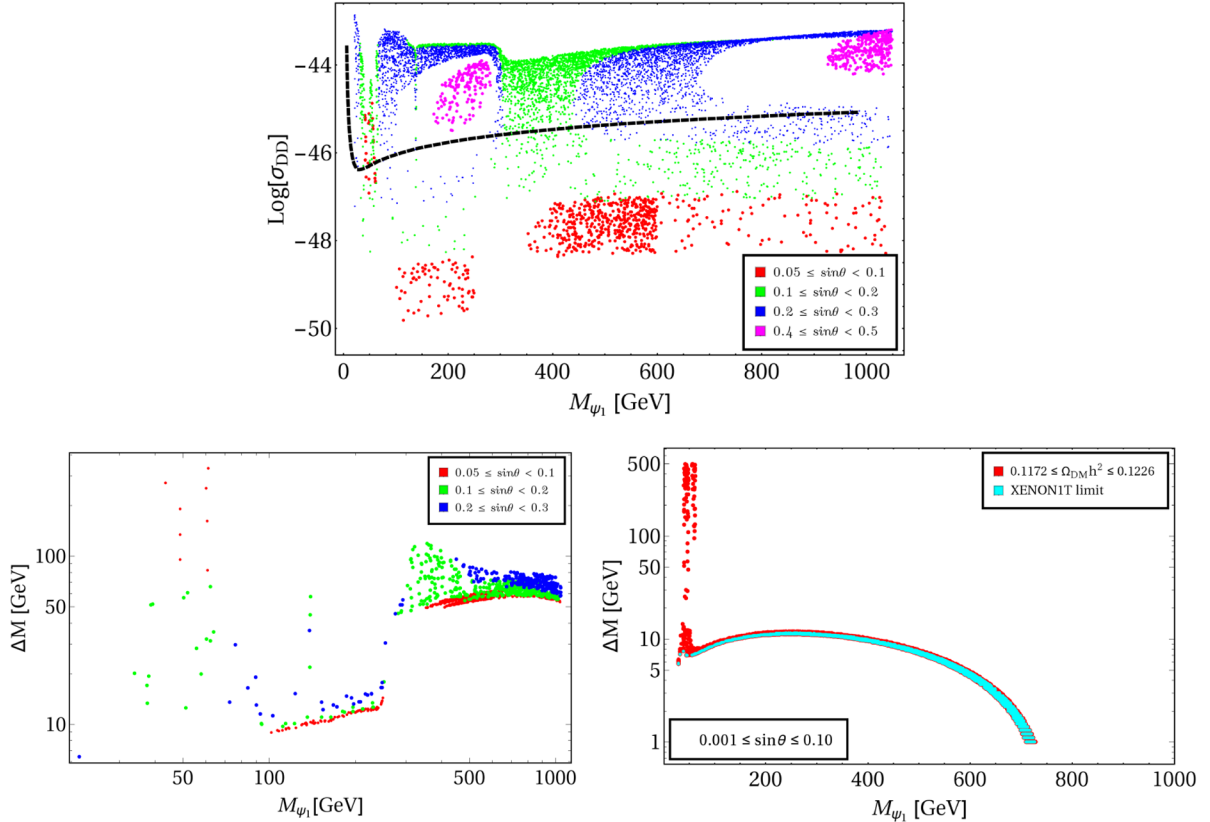 −44
−46
−48
−50
Log[σ_DD]
0.05 ≤ sinθ < 0.1
0.1 ≤ sinθ < 0.2
0.2 ≤ sinθ < 0.3
0.4 ≤ sinθ < 0.5
0 200 400 600 800 1000
M_ψ₁ [GeV]
100
50
10
ΔM [GeV]
0.05 ≤ sinθ < 0.1
0.1 ≤ sinθ < 0.2
0.2 ≤ sinθ < 0.3
50 100 500 1000
M_ψ₁[GeV]
500
100
50
10
5
1
ΔM [GeV]
0.1172 ≤ Ω_DM h² ≤ 0.1226
XENON1T limit
0.001 ≤ sinθ ≤ 0.10
200 400 600 800 1000
M_ψ₁ [GeV]